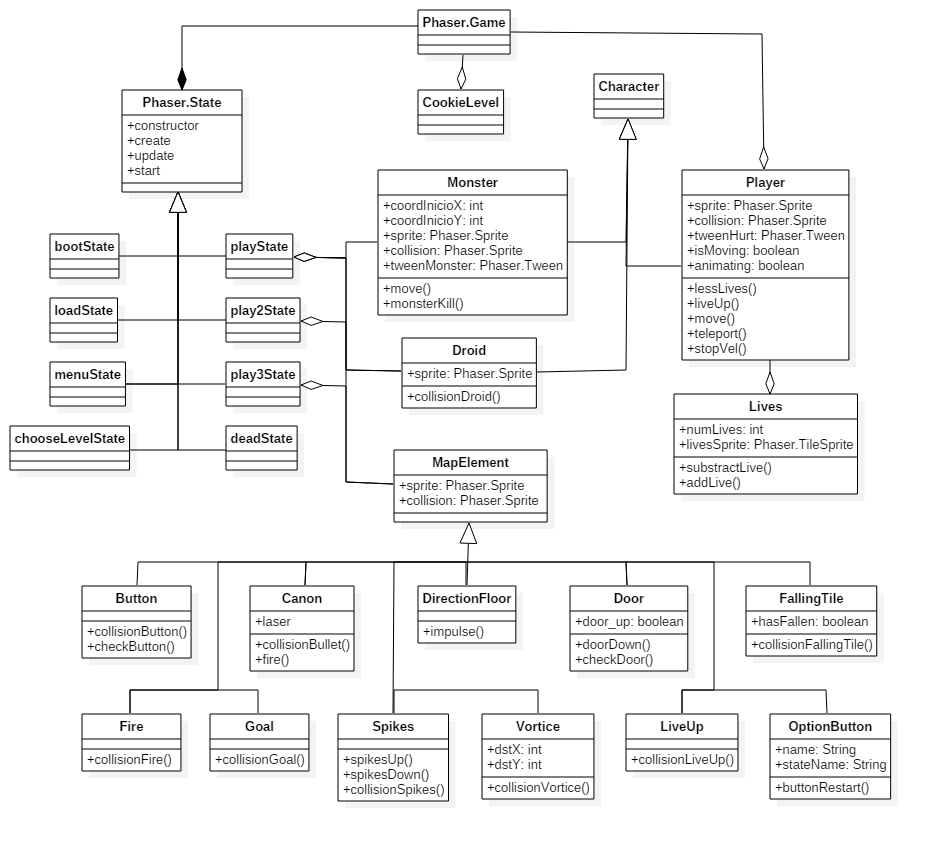 Phaser.Game
Phaser.State
+constructor
+create
+update
+start
CookieLevel
Character
Monster
+coordInicioX: int
+coordInicioY: int
+sprite: Phaser.Sprite
+collision: Phaser.Sprite
+tweenMonster: Phaser.Tween
+move()
+monsterKill()
Player
+sprite: Phaser.Sprite
+collision: Phaser.Sprite
+tweenHurt: Phaser.Tween
+isMoving: boolean
+animating: boolean
+lessLives()
+liveUp()
+move()
+teleport()
+stopVel()
bootState
playState
loadState
play2State
menuState
play3State
chooseLevelState
deadState
Droid
+sprite: Phaser.Sprite
+collisionDroid()
Lives
+numLives: int
+livesSprite: Phaser.TileSprite
+substractLive()
+addLive()
MapElement
+sprite: Phaser.Sprite
+collision: Phaser.Sprite
Button
+collisionButton()
+checkButton()
Canon
+laser
+collisionBullet()
+fire()
DirectionFloor
+impulse()
Door
+door_up: boolean
+doorDown()
+checkDoor()
FallingTile
+hasFallen: boolean
+collisionFallingTile()
Fire
+collisionFire()
Goal
+collisionGoal()
Spikes
+spikesUp()
+spikesDown()
+collisionSpikes()
Vortice
+dstX: int
+dstY: int
+collisionVortice()
LiveUp
+collisionLiveUp()
OptionButton
+name: String
+stateName: String
+buttonRestart()